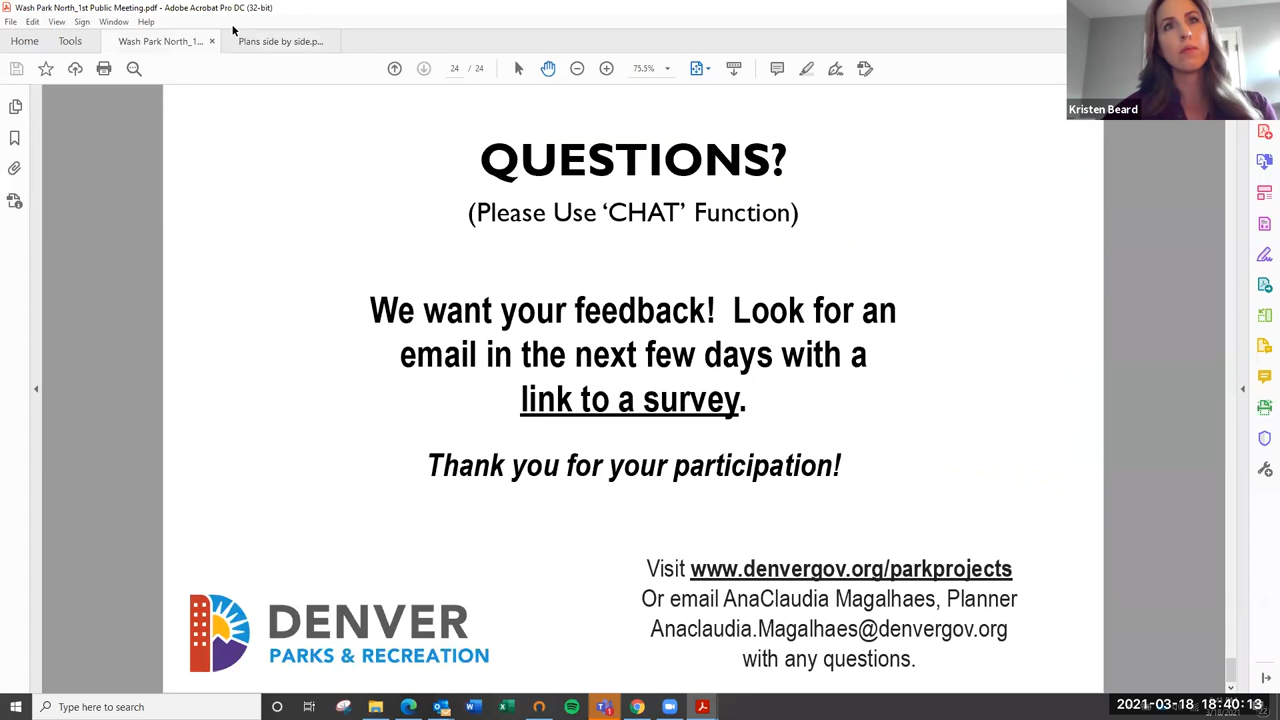 Wash Park North_1st Public Meeting.pdf - Adobe Acrobat Pro DC (32-bit)
File Edit View Sign Window Help
Home Tools Wash Park North_1... × Plans side by side.p...
24 / 24 75.5%
Kristen Beard
QUESTIONS?
(Please Use ‘CHAT’ Function)
We want your feedback! Look for an
email in the next few days with a
link to a survey.
Thank you for your participation!
Visit www.denvergov.org/parkprojects
Or email AnaClaudia Magalhaes, Planner
Anaclaudia.Magalhaes@denvergov.org
with any questions.
DENVER
PARKS & RECREATION
Type here to search
2021-03-18 18:40:13